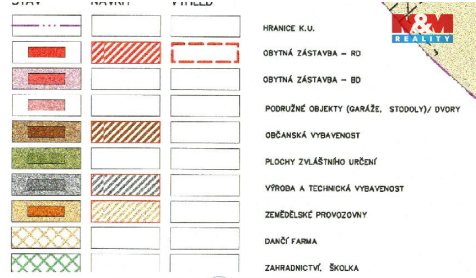 STAV NÁVRH VÝHLED
K&M
REALITY
HRANICE K.U.
OBYTNÁ ZÁSTAVBA – RD
OBYTNÁ ZÁSTAVBA – BD
PODRUŽNÉ OBJEKTY (GARÁŽE, STODOLY)/ DVORY
OBČANSKÁ VYBAVENOST
PLOCHY ZVLÁŠTNÍHO URČENÍ
VÝROBA A TECHNICKÁ VYBAVENOST
ZEMĚDĚLSKÉ PROVOZOVNY
DANČÍ FARMA
ZAHRADNICTVÍ, ŠKOLKA